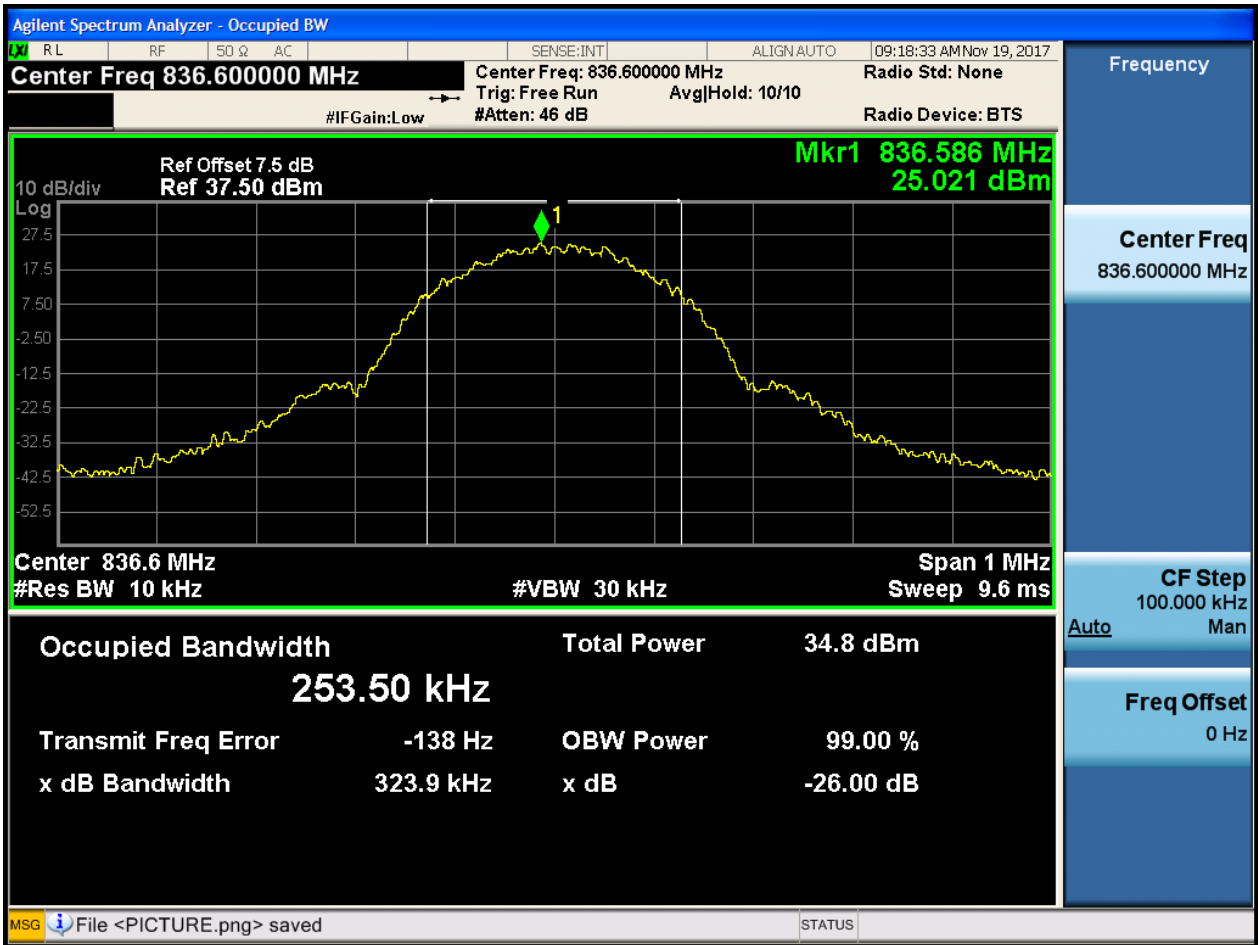 Agilent Spectrum Analyzer - Occupied BW
LXI RL RF 50 Ω AC SENSE:INT ALIGN AUTO 09:18:33 AM Nov 19, 2017
Center Freq 836.600000 MHz
Center Freq: 836.600000 MHz Radio Std: None
Trig: Free Run Avg|Hold: 10/10
#IFGain:Low #Atten: 46 dB Radio Device: BTS
Frequency
Ref Offset 7.5 dB
10 dB/div Ref 37.50 dBm
Mkr1 836.586 MHz
25.021 dBm
Log
27.5
17.5
7.50
-2.50
-12.5
-22.5
-32.5
-42.5
-52.5
1
Center 836.6 MHz Span 1 MHz
#Res BW 10 kHz #VBW 30 kHz Sweep 9.6 ms
Occupied Bandwidth Total Power 34.8 dBm
253.50 kHz
Transmit Freq Error -138 Hz OBW Power 99.00 %
x dB Bandwidth 323.9 kHz x dB -26.00 dB
Center Freq
836.600000 MHz
CF Step
100.000 kHz
Auto Man
Freq Offset
0 Hz
MSG File <PICTURE.png> saved STATUS